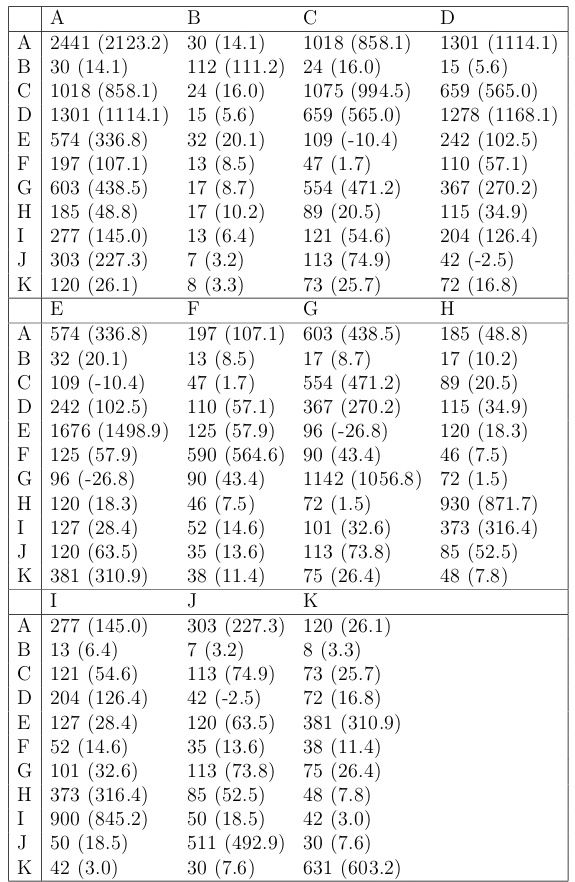 A B C D
A 2441 (2123.2) 30 (14.1) 1018 (858.1) 1301 (1114.1)
B 30 (14.1) 112 (111.2) 24 (16.0) 15 (5.6)
C 1018 (858.1) 24 (16.0) 1075 (994.5) 659 (565.0)
D 1301 (1114.1) 15 (5.6) 659 (565.0) 1278 (1168.1)
E 574 (336.8) 32 (20.1) 109 (-10.4) 242 (102.5)
F 197 (107.1) 13 (8.5) 47 (1.7) 110 (57.1)
G 603 (438.5) 17 (8.7) 554 (471.2) 367 (270.2)
H 185 (48.8) 17 (10.2) 89 (20.5) 115 (34.9)
I 277 (145.0) 13 (6.4) 121 (54.6) 204 (126.4)
J 303 (227.3) 7 (3.2) 113 (74.9) 42 (-2.5)
K 120 (26.1) 8 (3.3) 73 (25.7) 72 (16.8)
E F G H
A 574 (336.8) 197 (107.1) 603 (438.5) 185 (48.8)
B 32 (20.1) 13 (8.5) 17 (8.7) 17 (10.2)
C 109 (-10.4) 47 (1.7) 554 (471.2) 89 (20.5)
D 242 (102.5) 110 (57.1) 367 (270.2) 115 (34.9)
E 1676 (1498.9) 125 (57.9) 96 (-26.8) 120 (18.3)
F 125 (57.9) 590 (564.6) 90 (43.4) 46 (7.5)
G 96 (-26.8) 90 (43.4) 1142 (1056.8) 72 (1.5)
H 120 (18.3) 46 (7.5) 72 (1.5) 930 (871.7)
I 127 (28.4) 52 (14.6) 101 (32.6) 373 (316.4)
J 120 (63.5) 35 (13.6) 113 (73.8) 85 (52.5)
K 381 (310.9) 38 (11.4) 75 (26.4) 48 (7.8)
I J K
A 277 (145.0) 303 (227.3) 120 (26.1)
B 13 (6.4) 7 (3.2) 8 (3.3)
C 121 (54.6) 113 (74.9) 73 (25.7)
D 204 (126.4) 42 (-2.5) 72 (16.8)
E 127 (28.4) 120 (63.5) 381 (310.9)
F 52 (14.6) 35 (13.6) 38 (11.4)
G 101 (32.6) 113 (73.8) 75 (26.4)
H 373 (316.4) 85 (52.5) 48 (7.8)
I 900 (845.2) 50 (18.5) 42 (3.0)
J 50 (18.5) 511 (492.9) 30 (7.6)
K 42 (3.0) 30 (7.6) 631 (603.2)